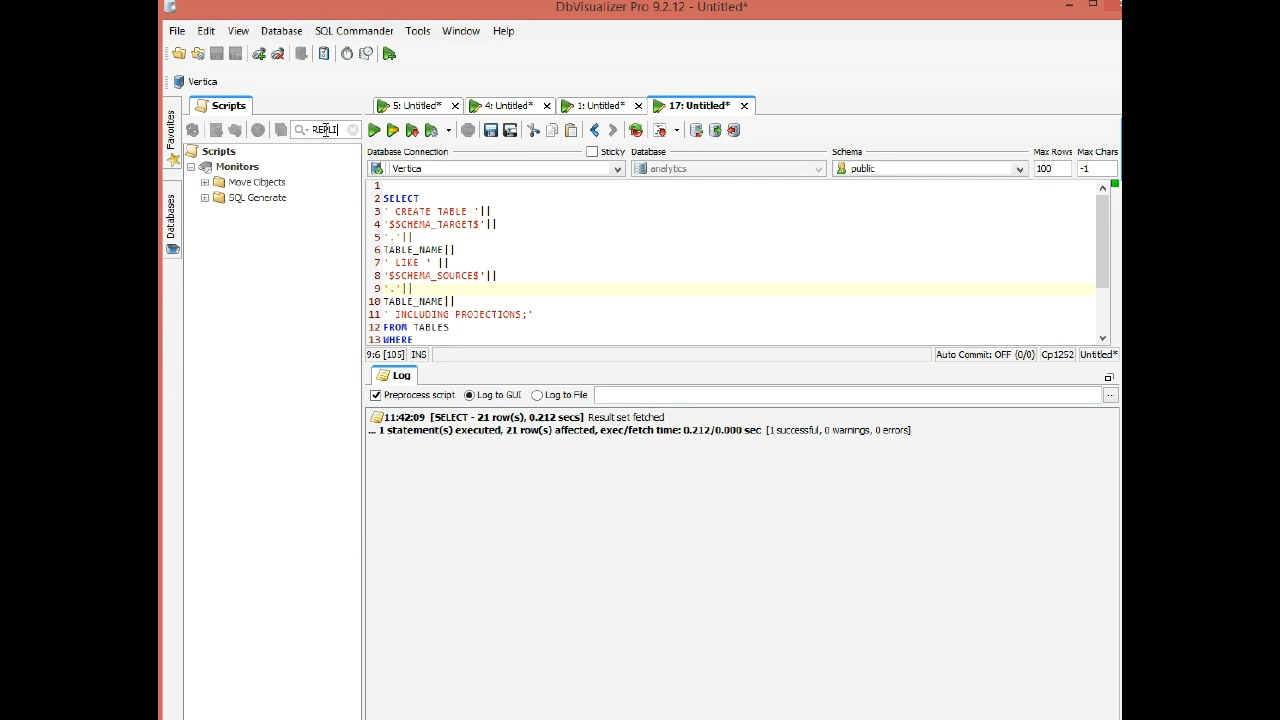 DbVisualizer Pro 9.2.12 - Untitled*
File Edit View Database SQL Commander Tools Window Help
Vertica
Favorites
Databases
Scripts
5: Untitled* 4: Untitled* 1: Untitled* 17: Untitled*
REPLI
Scripts
Monitors
Move Objects
SQL Generate
Database Connection Sticky Database Schema Max Rows Max Chars
Vertica analytics public 100 -1
1
2 SELECT
3 ' CREATE TABLE '||
4 '$SCHEMA_TARGET$'||
5 '.'||
6 TABLE_NAME||
7 ' LIKE ' ||
8 '$SCHEMA_SOURCE$'||
9 '.'||
10 TABLE_NAME||
11 ' INCLUDING PROJECTIONS;'
12 FROM TABLES
13 WHERE
9:6 [105] INS Auto Commit: OFF (0/0) Cp1252 Untitled*
Log
Preprocess script Log to GUI Log to File ...
11:42:09 [SELECT - 21 row(s), 0.212 secs] Result set fetched
... 1 statement(s) executed, 21 row(s) affected, exec/fetch time: 0.212/0.000 sec [1 successful, 0 warnings, 0 errors]